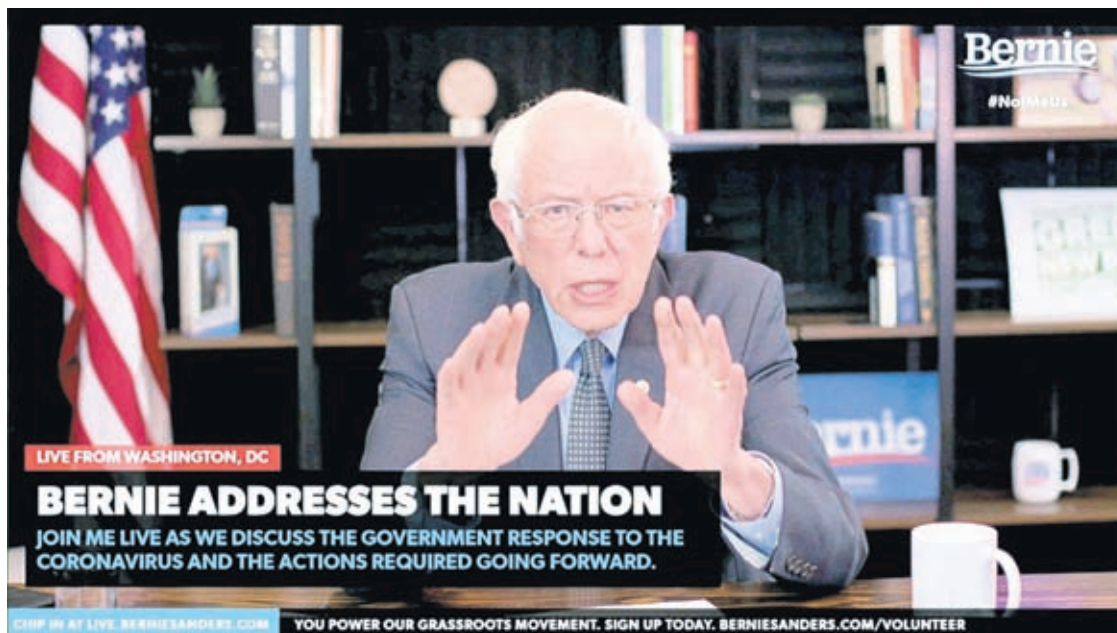 Bernie
#NotMeUs
LIVE FROM WASHINGTON, DC
BERNIE ADDRESSES THE NATION
JOIN ME LIVE AS WE DISCUSS THE GOVERNMENT RESPONSE TO THE
CORONAVIRUS AND THE ACTIONS REQUIRED GOING FORWARD.
CHIP IN AT LIVE.BERNIESANDERS.COM
YOU POWER OUR GRASSROOTS MOVEMENT. SIGN UP TODAY. BERNIESANDERS.COM/VOLUNTEER